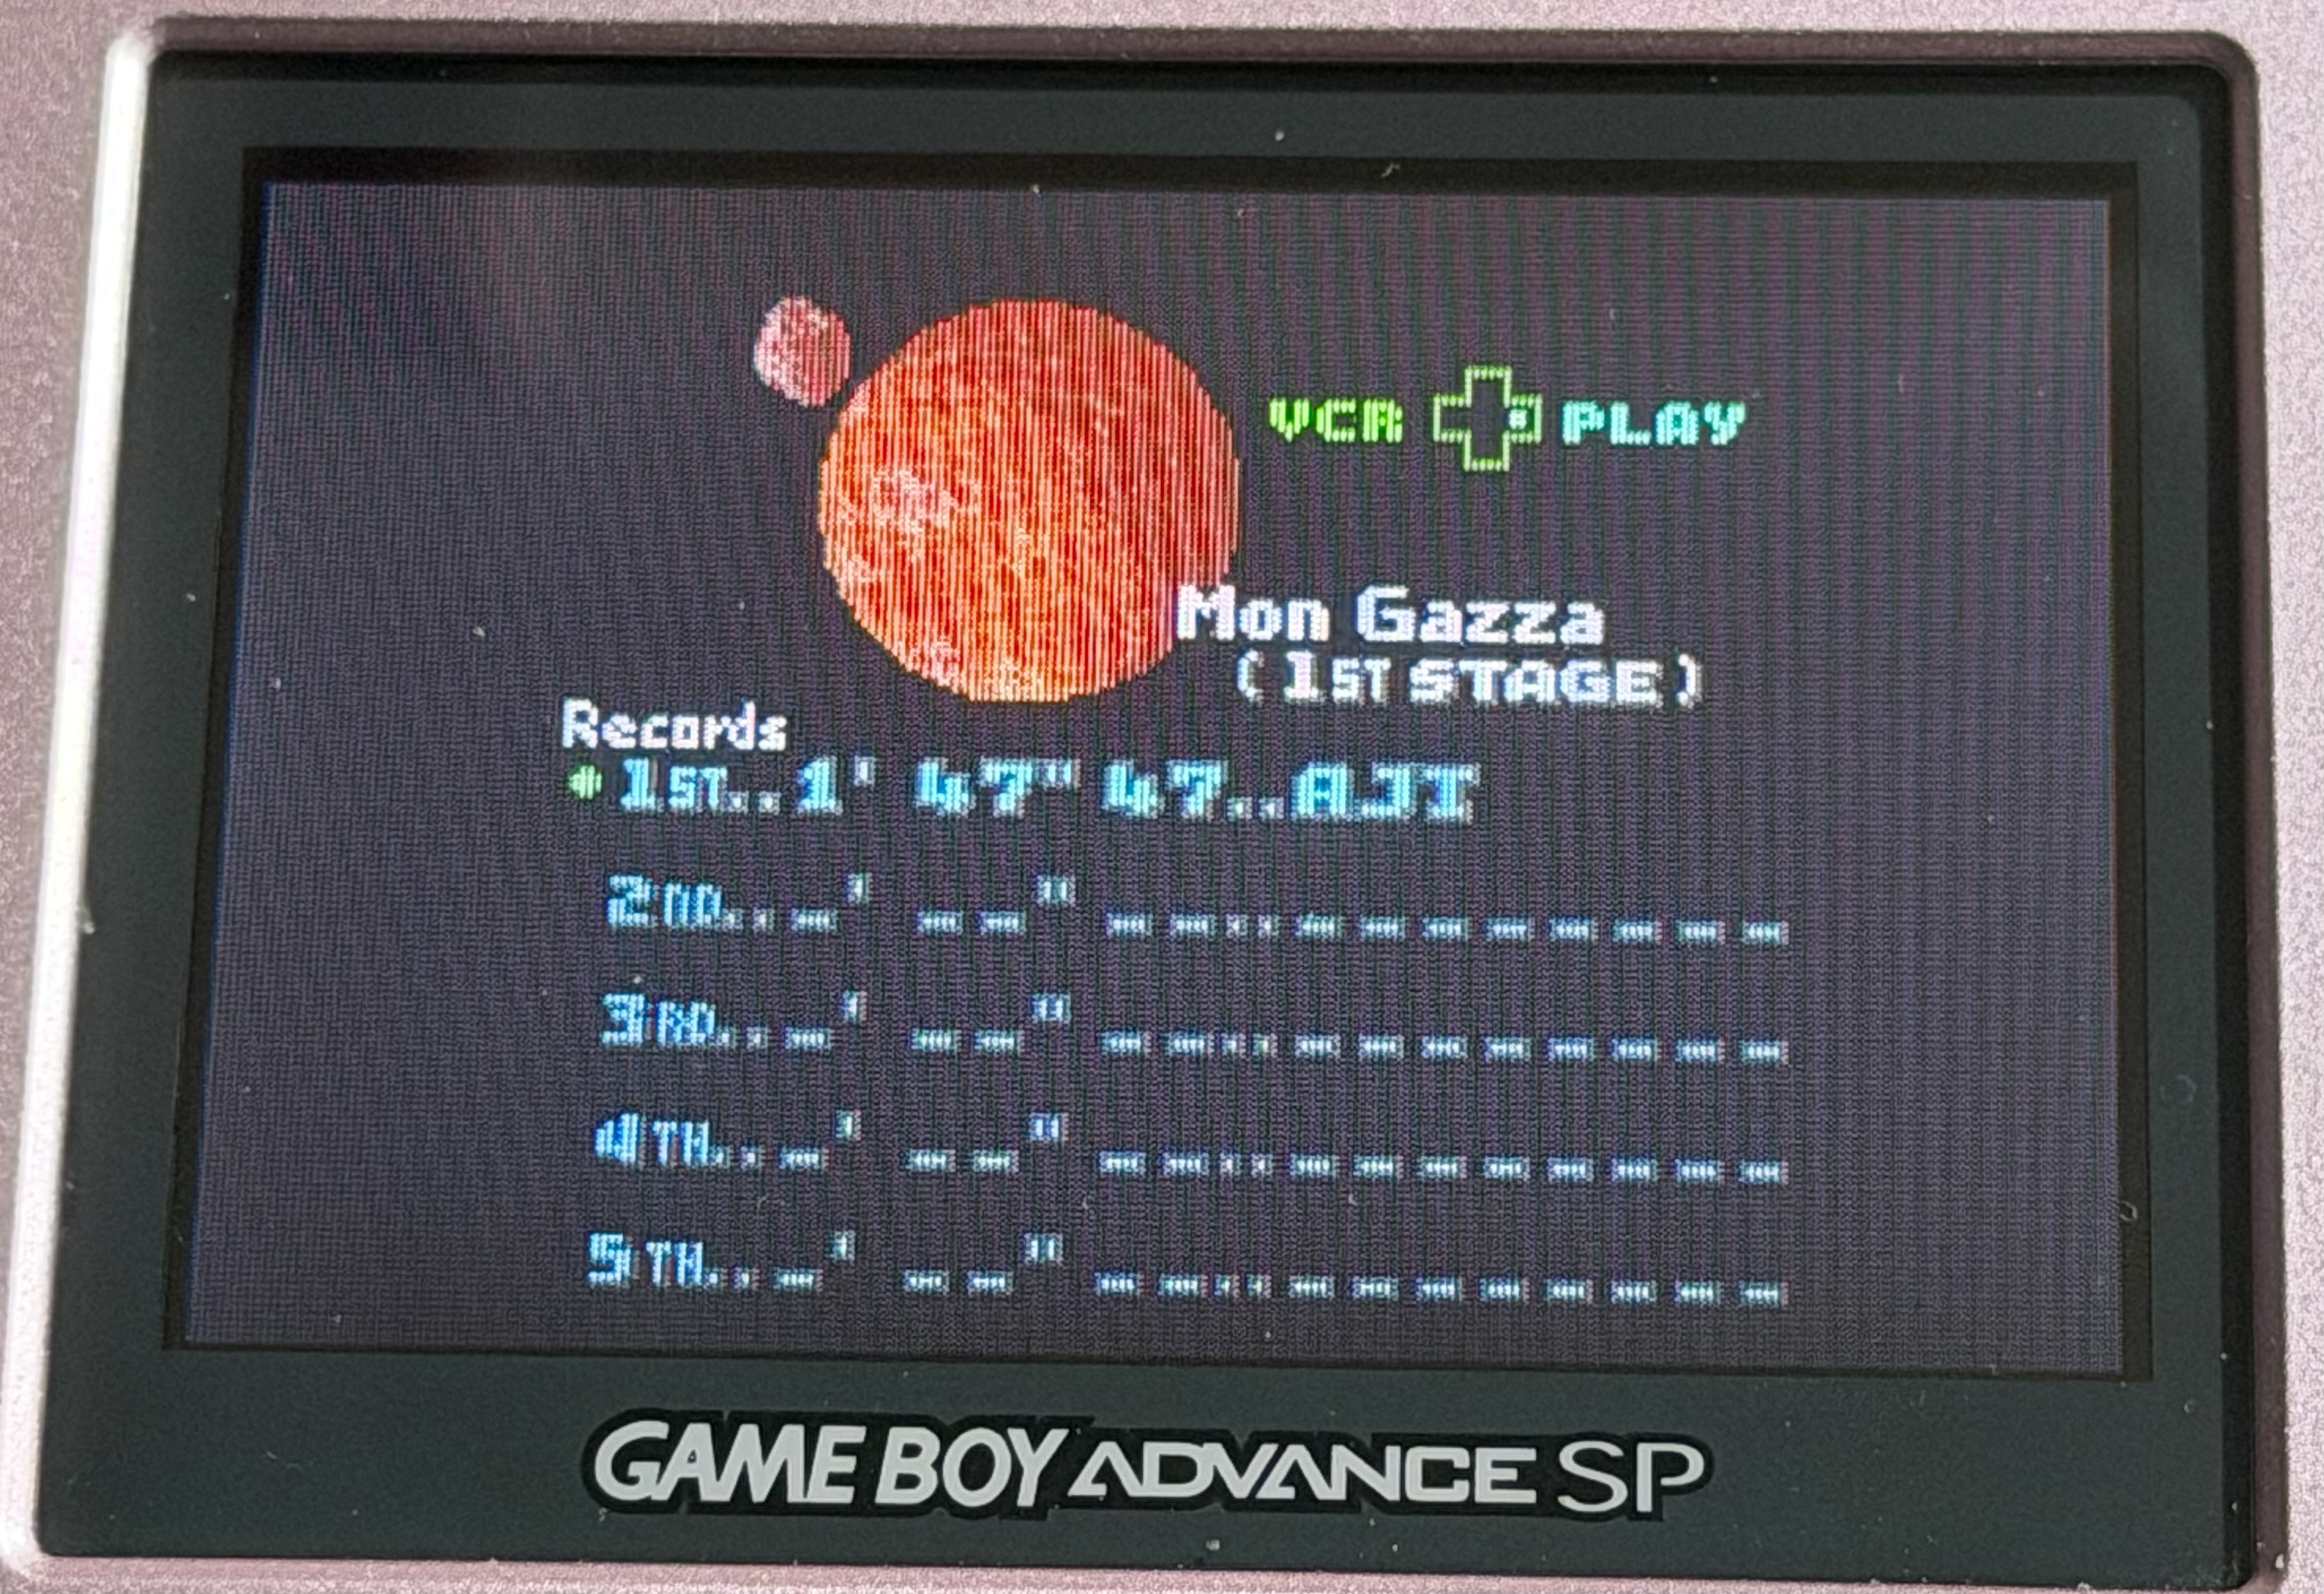 VCR PLAY
Mon Gazza
(1ST STAGE)
Records
1ST..1' 47" 47..AJT
2ND.._' _ _" _ _.._ _ _ _ _ _ _ _
3RD.._' _ _" _ _.._ _ _ _ _ _ _ _
4TH.._' _ _" _ _.._ _ _ _ _ _ _ _
5TH.._' _ _" _ _.._ _ _ _ _ _ _ _
GAME BOY ADVANCE SP